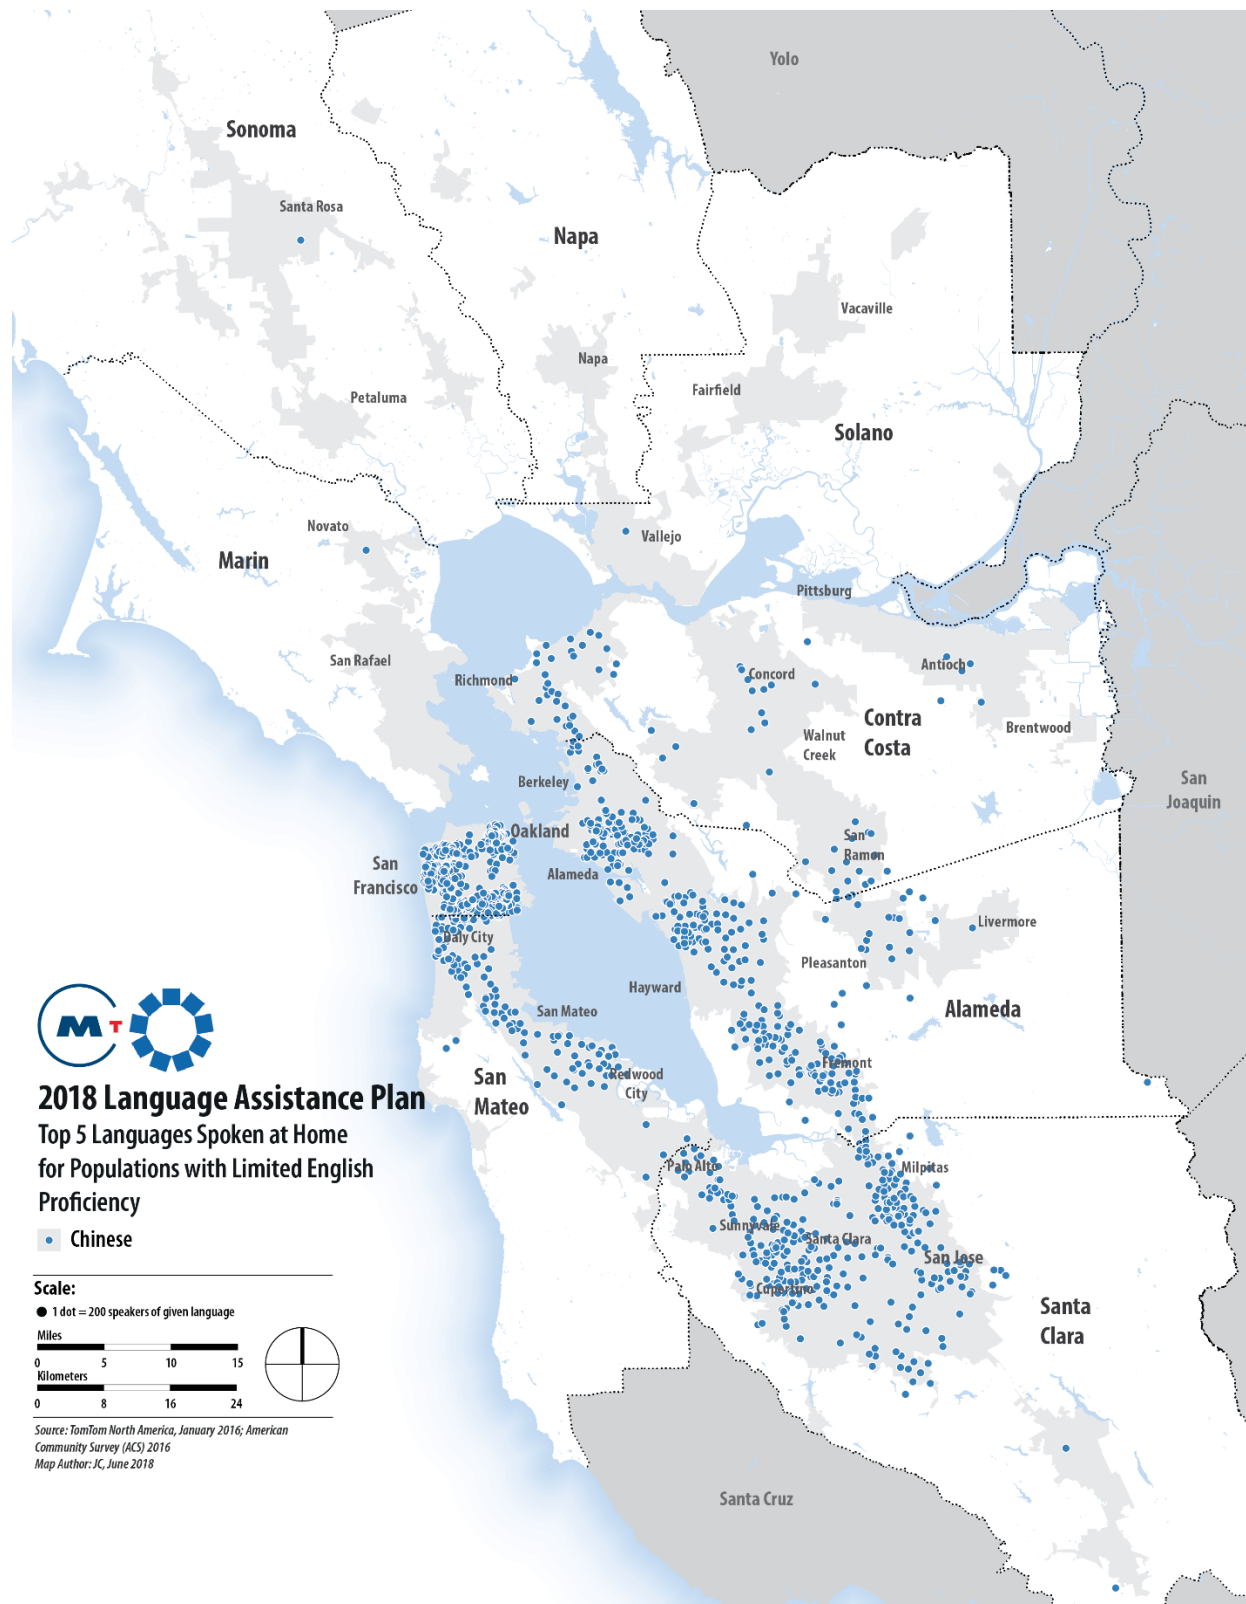 Yolo
Sonoma
Santa Rosa
Napa
Vacaville
Napa
Fairfield
Petaluma
Solano
Novato
Vallejo
Marin
Pittsburg
San Rafael
Richmond
Concord
Antioch
Contra
Costa
Brentwood
Walnut
Creek
Berkeley
San
Joaquin
Oakland
San
Ramon
San
Francisco
Alameda
Livermore
Daly City
Pleasanton
Hayward
Alameda
San Mateo
Fremont
Redwood
City
San
Mateo
MT
2018 Language Assistance Plan
Top 5 Languages Spoken at Home
for Populations with Limited English
Proficiency
Chinese
Palo Alto
Milpitas
Sunnyvale
Santa Clara
San Jose
Cupertino
Santa
Clara
Santa Cruz
Scale:
1 dot = 200 speakers of given language
Miles
0 5 10 15
Kilometers
0 8 16 24
Source: TomTom North America, January 2016; American
Community Survey (ACS) 2016
Map Author: JC, June 2018